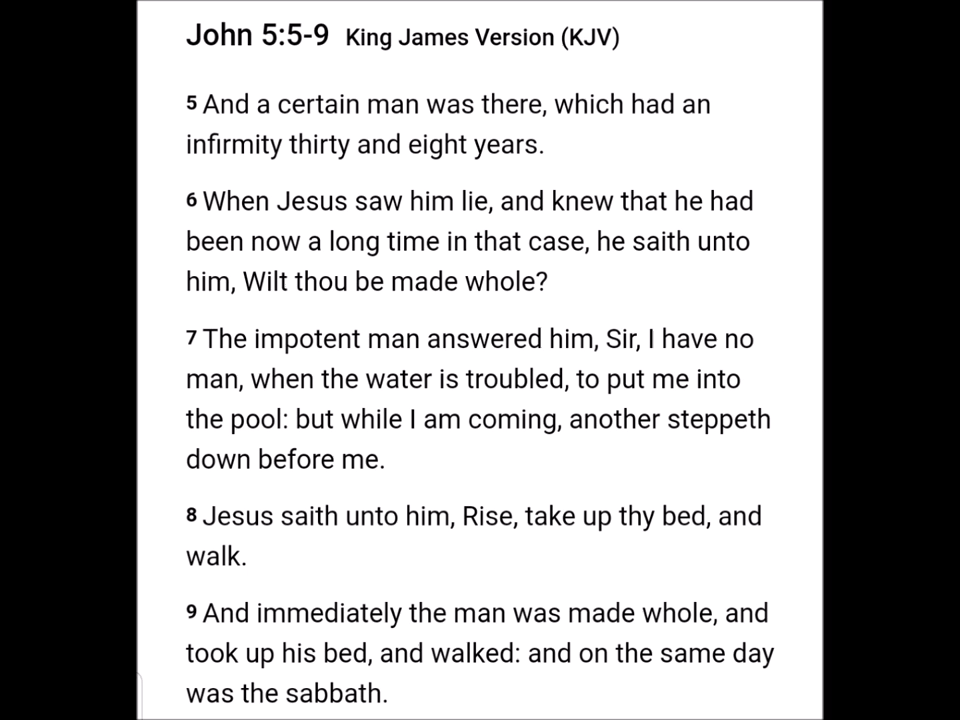 John 5:5-9 King James Version (KJV)
5 And a certain man was there, which had an
infirmity thirty and eight years.
6 When Jesus saw him lie, and knew that he had
been now a long time in that case, he saith unto
him, Wilt thou be made whole?
7 The impotent man answered him, Sir, I have no
man, when the water is troubled, to put me into
the pool: but while I am coming, another steppeth
down before me.
8 Jesus saith unto him, Rise, take up thy bed, and
walk.
9 And immediately the man was made whole, and
took up his bed, and walked: and on the same day
was the sabbath.